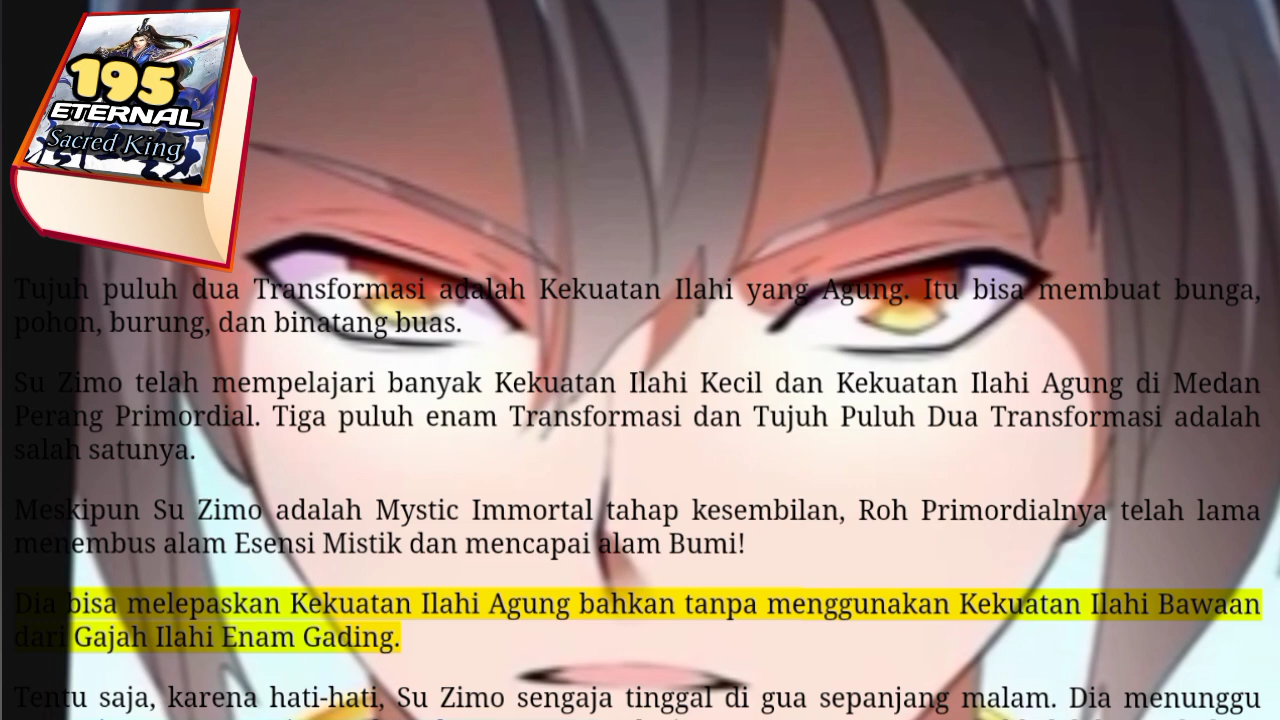 195
ETERNAL
Sacred King
Tujuh puluh dua Transformasi adalah Kekuatan Ilahi yang Agung. Itu bisa membuat bunga,
pohon, burung, dan binatang buas.
Su Zimo telah mempelajari banyak Kekuatan Ilahi Kecil dan Kekuatan Ilahi Agung di Medan
Perang Primordial. Tiga puluh enam Transformasi dan Tujuh Puluh Dua Transformasi adalah
salah satunya.
Meskipun Su Zimo adalah Mystic Immortal tahap kesembilan, Roh Primordialnya telah lama
menembus alam Esensi Mistik dan mencapai alam Bumi!
Dia bisa melepaskan Kekuatan Ilahi Agung bahkan tanpa menggunakan Kekuatan Ilahi Bawaan
dari Gajah Ilahi Enam Gading.
Tentu saja, karena hati-hati, Su Zimo sengaja tinggal di gua sepanjang malam. Dia menunggu